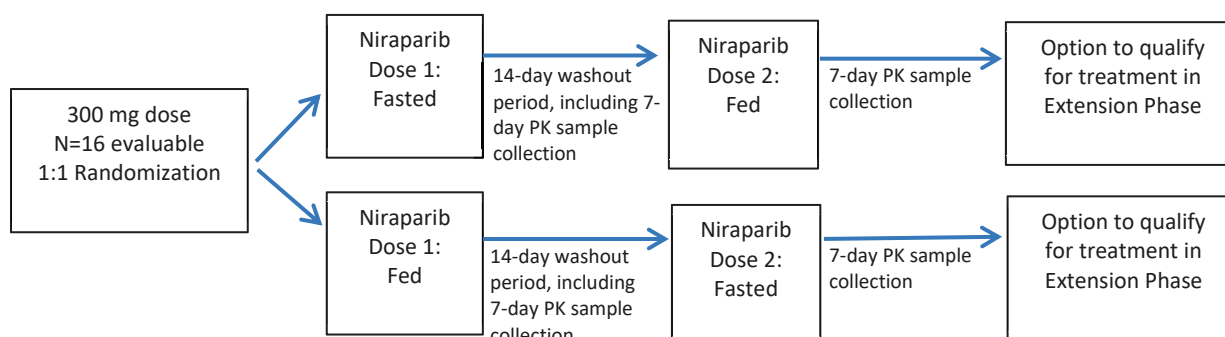 300 mg dose
N=16 evaluable
1:1 Randomization
Niraparib
Dose 1:
Fasted
14-day washout
period, including 7-
day PK sample
collection
Niraparib
Dose 2:
Fed
7-day PK sample
collection
Option to qualify
for treatment in
Extension Phase
Niraparib
Dose 1:
Fed
14-day washout
period, including
7-day PK sample
collection
Niraparib
Dose 2:
Fasted
7-day PK sample
collection
Option to qualify
for treatment in
Extension Phase